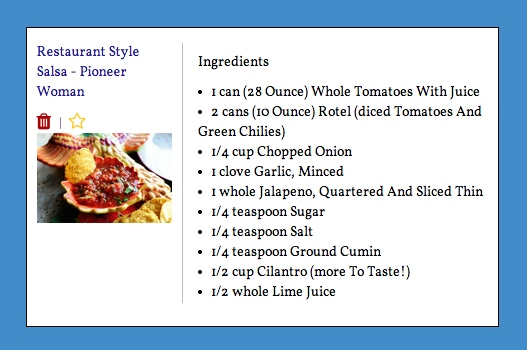 Restaurant Style
Salsa - Pioneer
Woman
|
Ingredients
• 1 can (28 Ounce) Whole Tomatoes With Juice
• 2 cans (10 Ounce) Rotel (diced Tomatoes And
Green Chilies)
• 1/4 cup Chopped Onion
• 1 clove Garlic, Minced
• 1 whole Jalapeno, Quartered And Sliced Thin
• 1/4 teaspoon Sugar
• 1/4 teaspoon Salt
• 1/4 teaspoon Ground Cumin
• 1/2 cup Cilantro (more To Taste!)
• 1/2 whole Lime Juice